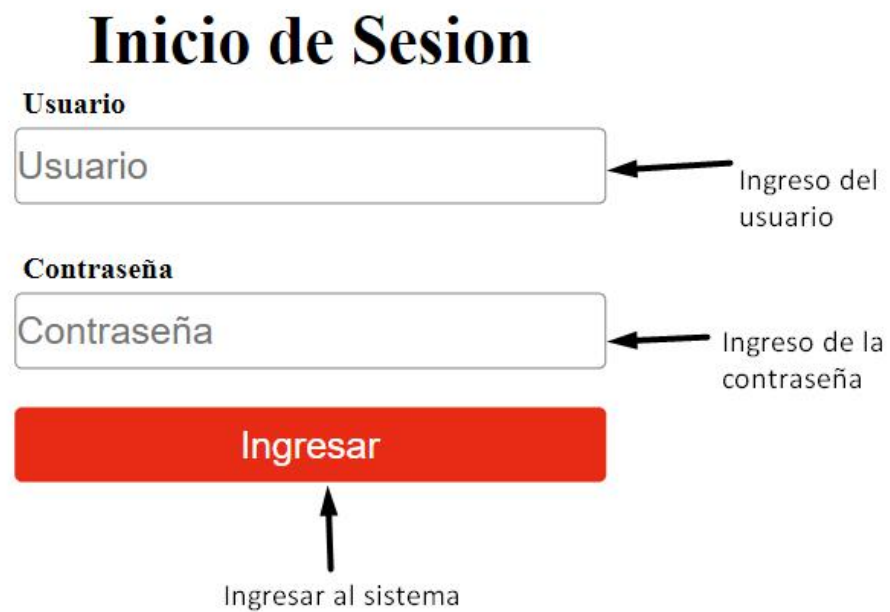 Inicio de Sesion
Usuario
Usuario
Ingreso del
usuario
Contraseña
Contraseña
Ingreso de la
contraseña
Ingresar
Ingresar al sistema